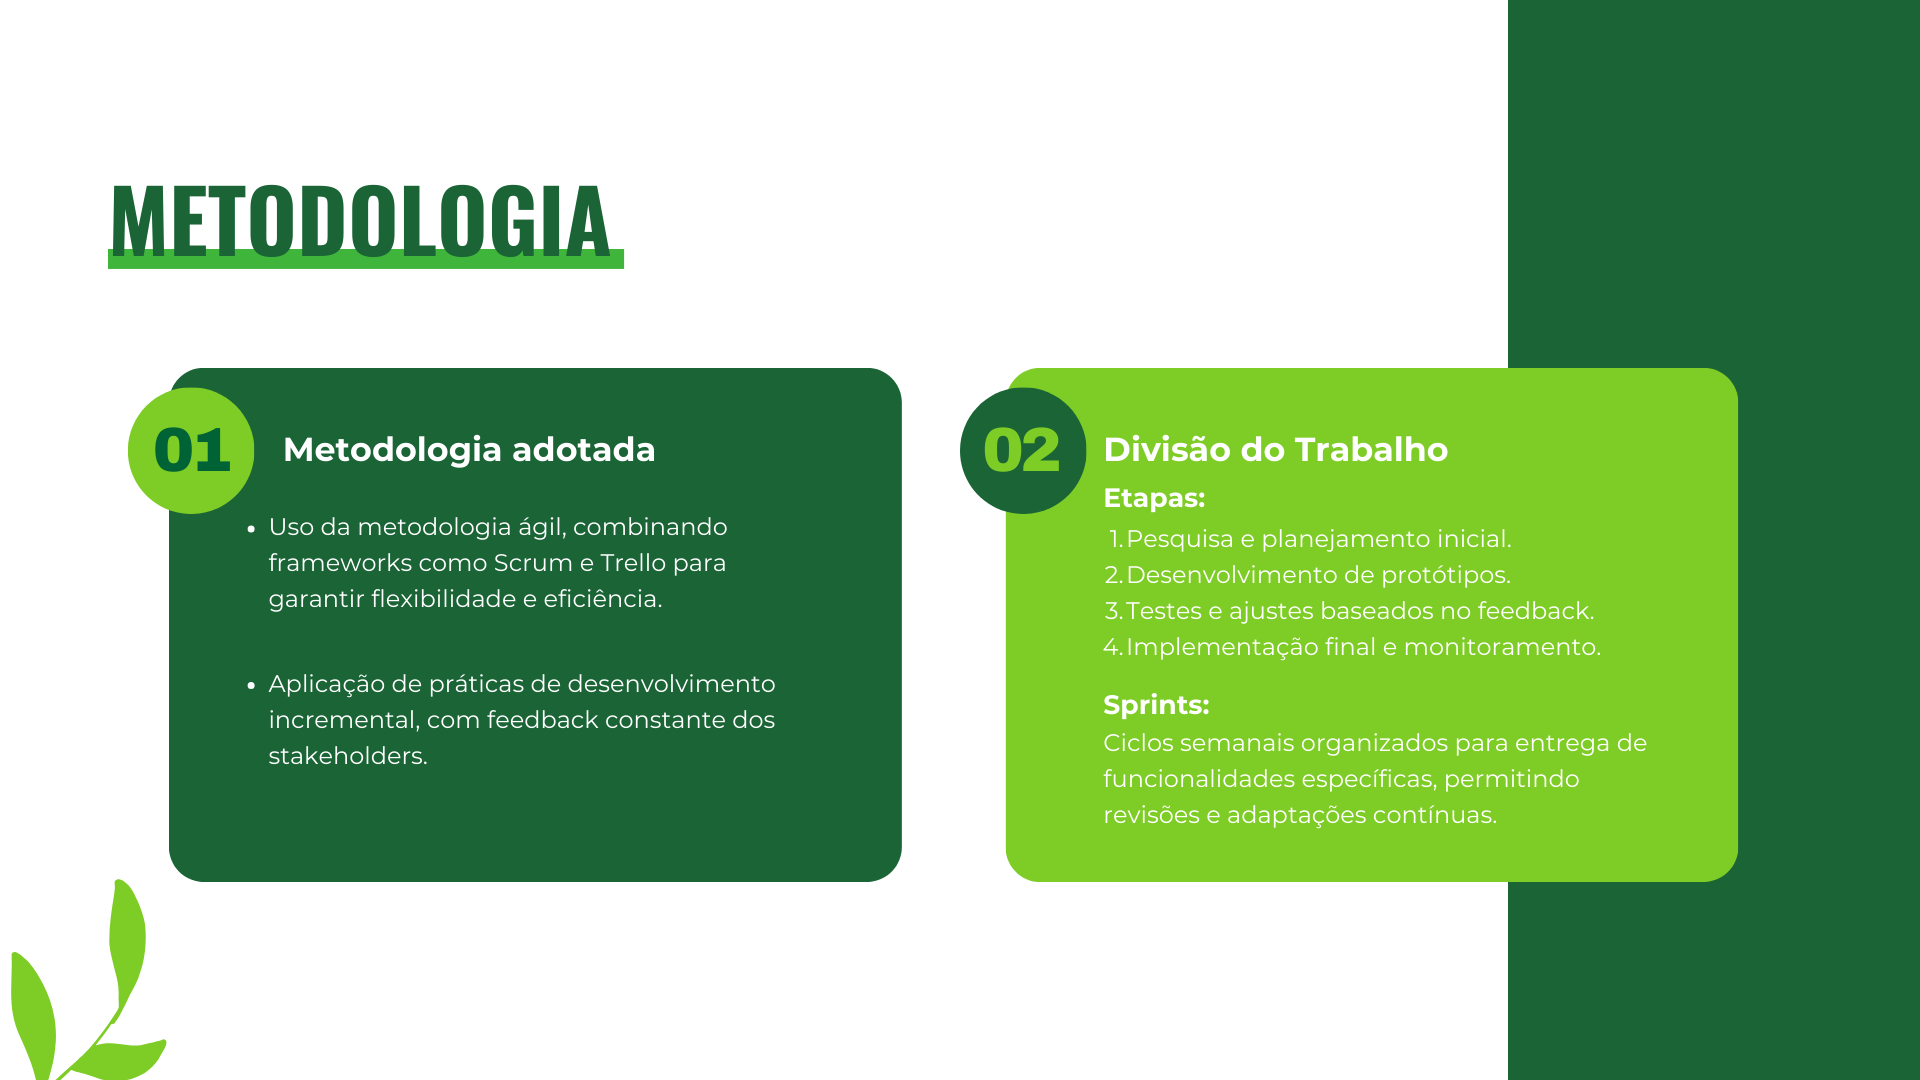 METODOLOGIA
01
Metodologia adotada
• Uso da metodologia ágil, combinando
frameworks como Scrum e Trello para
garantir flexibilidade e eficiência.
• Aplicação de práticas de desenvolvimento
incremental, com feedback constante dos
stakeholders.
02
Divisão do Trabalho
Etapas:
1. Pesquisa e planejamento inicial.
2. Desenvolvimento de protótipos.
3. Testes e ajustes baseados no feedback.
4. Implementação final e monitoramento.
Sprints:
Ciclos semanais organizados para entrega de
funcionalidades específicas, permitindo
revisões e adaptações contínuas.